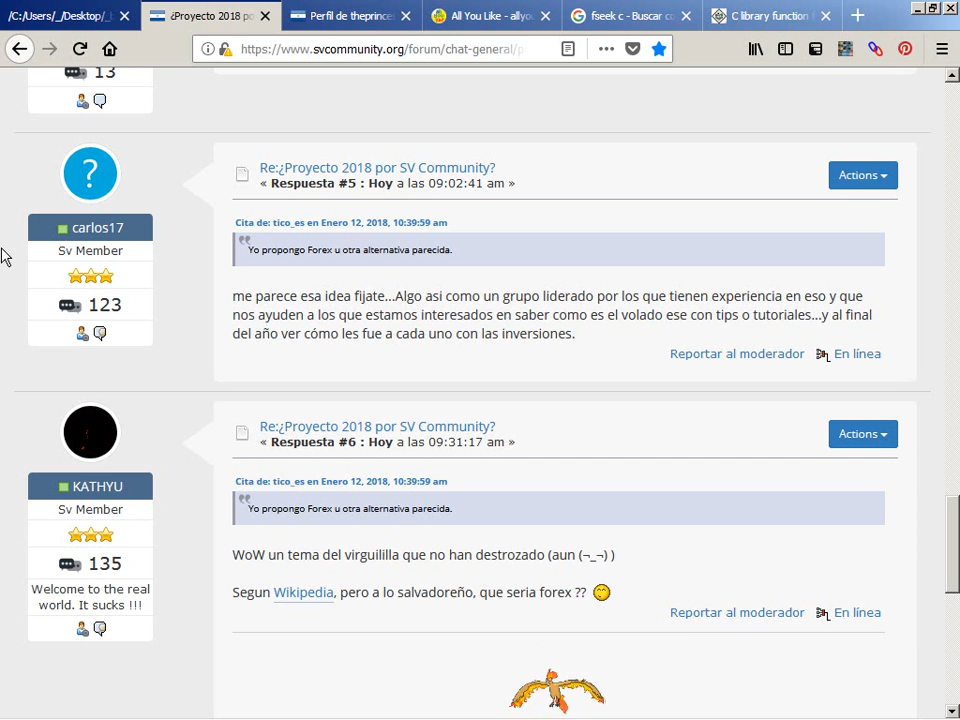 /C:/Users/_/Desktop/_
¿Proyecto 2018 po
Perfil de theprinces
All You Like - allyo
fseek c - Buscar co
C library function f
https://www.svcommunity.org/forum/chat-general/p
13
Re:¿Proyecto 2018 por SV Community?
« Respuesta #5 : Hoy a las 09:02:41 am »
Actions
?
carlos17
Sv Member
123
Cita de: tico_es en Enero 12, 2018, 10:39:59 am
Yo propongo Forex u otra alternativa parecida.
me parece esa idea fijate...Algo asi como un grupo liderado por los que tienen experiencia en eso y que
nos ayuden a los que estamos interesados en saber como es el volado ese con tips o tutoriales...y al final
del año ver cómo les fue a cada uno con las inversiones.
Reportar al moderador
En línea
Re:¿Proyecto 2018 por SV Community?
« Respuesta #6 : Hoy a las 09:31:17 am »
Actions
KATHYU
Sv Member
135
Welcome to the real
world. It sucks !!!
Cita de: tico_es en Enero 12, 2018, 10:39:59 am
Yo propongo Forex u otra alternativa parecida.
WoW un tema del virguililla que no han destrozado (aun (¬_¬) )
Segun Wikipedia, pero a lo salvadoreño, que seria forex ??
Reportar al moderador
En línea